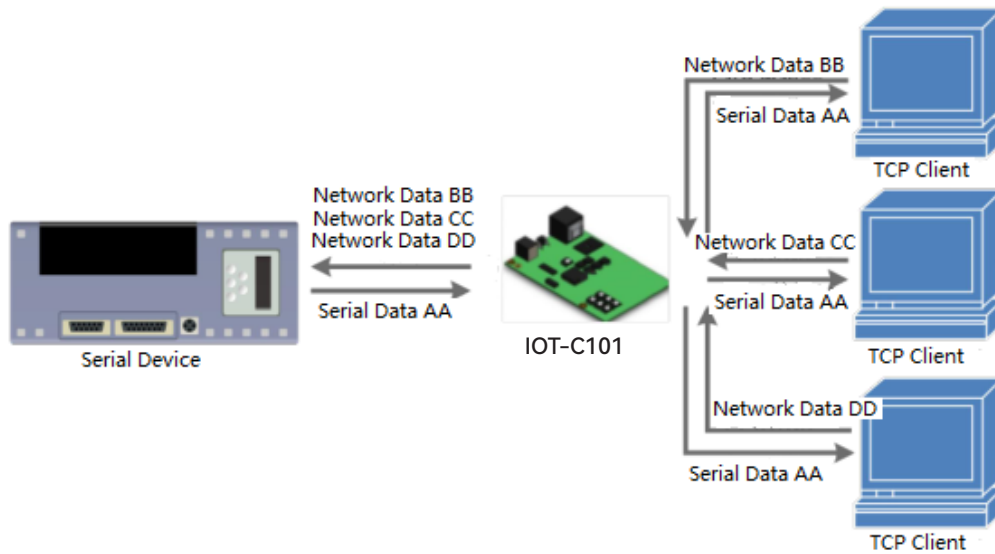 Network Data BB
Serial Data AA
TCP Client
Network Data BB
Network Data CC
Network Data DD
Serial Data AA
Serial Device
IOT-C101
Network Data CC
Serial Data AA
TCP Client
Network Data DD
Serial Data AA
TCP Client